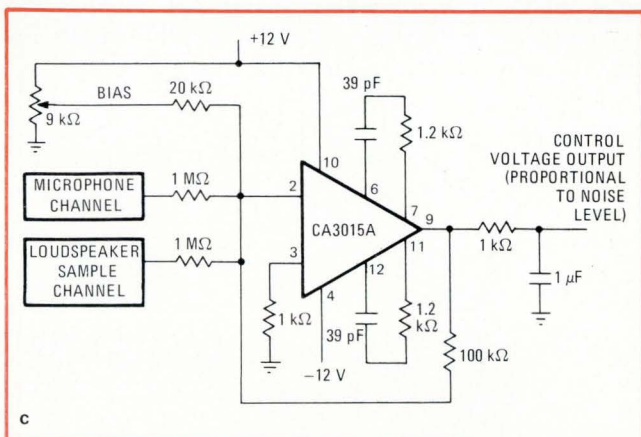 +12 V
39 pF
BIAS
20 kΩ
9 kΩ
1.2 kΩ
CONTROL
VOLTAGE OUTPUT
(PROPORTIONAL
TO NOISE
LEVEL)
10
MICROPHONE
CHANNEL
1 MΩ
2
6
7
9
CA3015A
1 kΩ
LOUDSPEAKER
SAMPLE
CHANNEL
1 MΩ
3
11
12
4
1 kΩ
39 pF
1.2
kΩ
1 μF
100 kΩ
−12 V
c